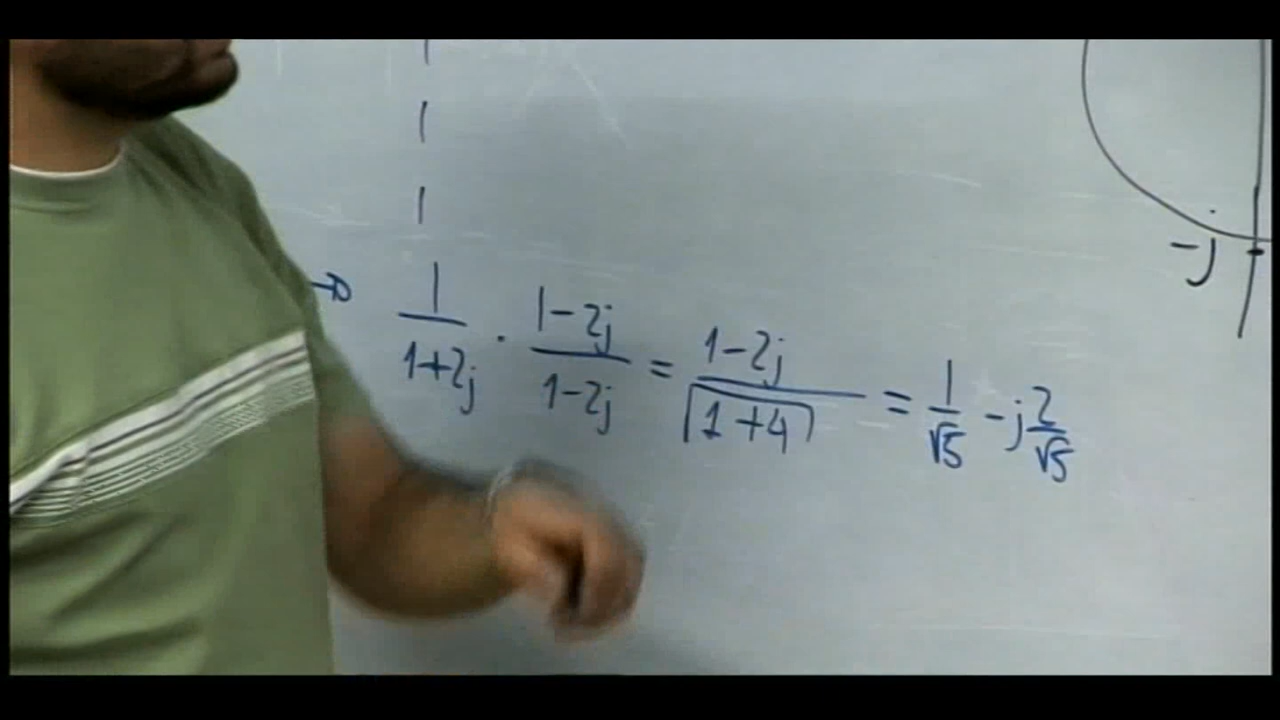 -j
→ 1/(1+2j) · (1-2j)/(1-2j) = (1-2j)/√(1+4) = 1/√5 - j 2/√5